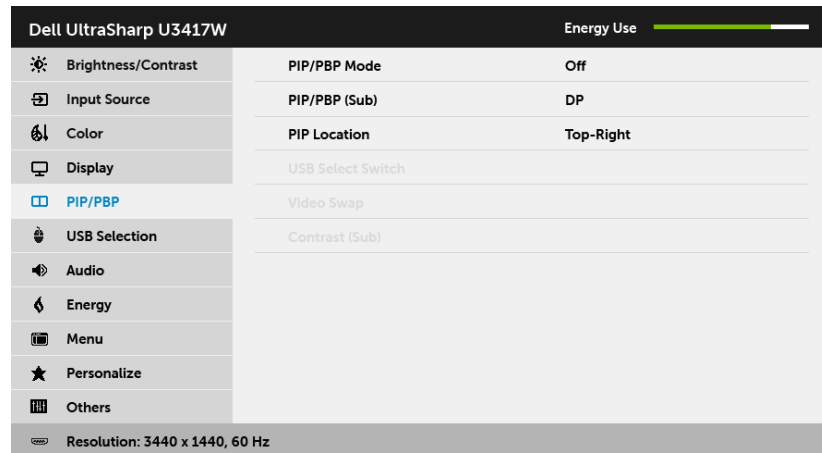 Dell UltraSharp U3417W Energy Use
Brightness/Contrast PIP/PBP Mode Off
Input Source PIP/PBP (Sub) DP
Color PIP Location Top-Right
Display USB Select Switch
PIP/PBP Video Swap
USB Selection Contrast (Sub)
Audio
Energy
Menu
Personalize
Others
Resolution: 3440 x 1440, 60 Hz